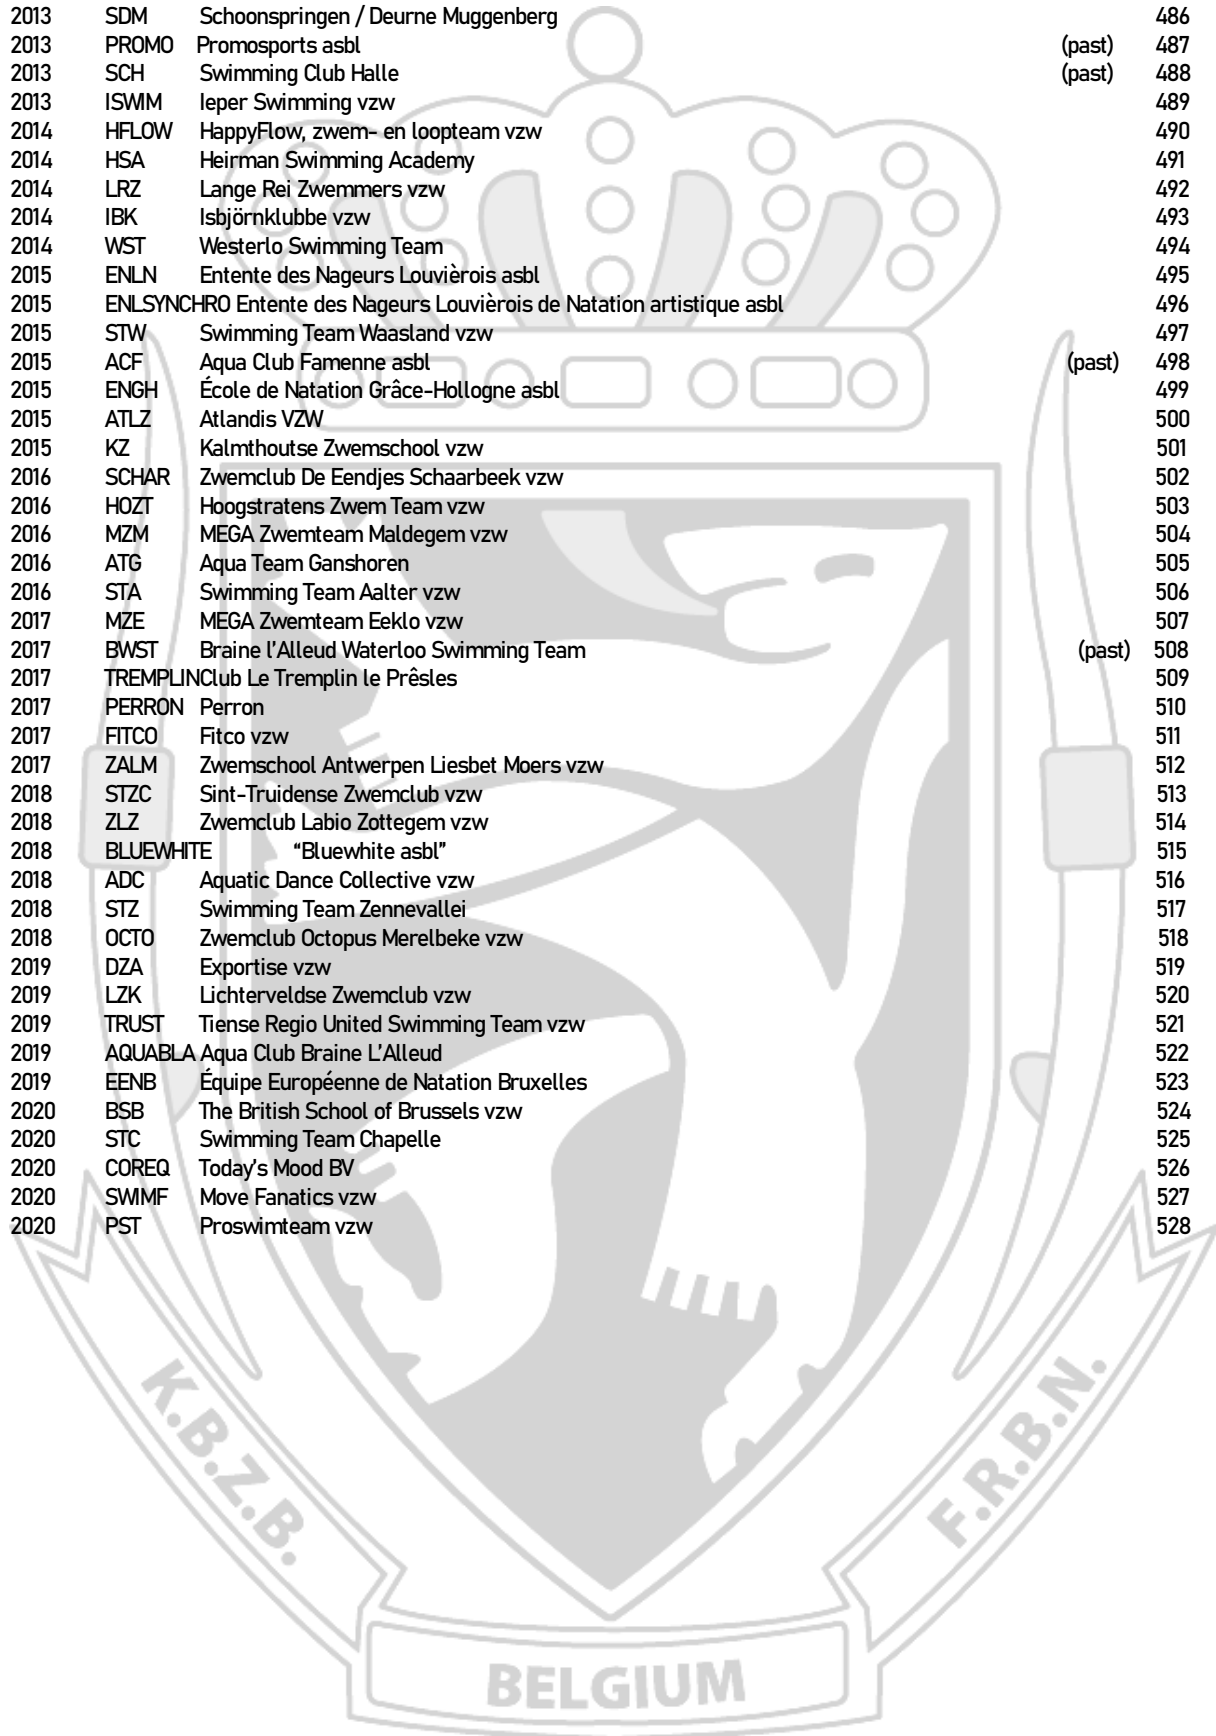 2013 SDM Schoonspringen / Deurne Muggenberg 486
2013 PROMO Promosports asbl (past) 487
2013 SCH Swimming Club Halle (past) 488
2013 ISWIM Ieper Swimming vzw 489
2014 HFLOW HappyFlow, zwem- en loopteam vzw 490
2014 HSA Heirman Swimming Academy 491
2014 LRZ Lange Rei Zwemmers vzw 492
2014 IBK Isbjörnklubbe vzw 493
2014 WST Westerlo Swimming Team 494
2015 ENLN Entente des Nageurs Louvièrois asbl 495
2015 ENLSYNCHRO Entente des Nageurs Louvièrois de Natation artistique asbl 496
2015 STW Swimming Team Waasland vzw 497
2015 ACF Aqua Club Famenne asbl (past) 498
2015 ENGH École de Natation Grâce-Hollogne asbl 499
2015 ATLZ Atlandis VZW 500
2015 KZ Kalmthoutse Zwemschool vzw 501
2016 SCHAR Zwemclub De Eendjes Schaarbeek vzw 502
2016 HOZT Hoogstratens Zwem Team vzw 503
2016 MZM MEGA Zwemteam Maldegem vzw 504
2016 ATG Aqua Team Ganshoren 505
2016 STA Swimming Team Aalter vzw 506
2017 MZE MEGA Zwemteam Eeklo vzw 507
2017 BWST Braine l'Alleud Waterloo Swimming Team (past) 508
2017 TREMPLINClub Le Tremplin le Prêsles 509
2017 PERRON Perron 510
2017 FITCO Fitco vzw 511
2017 ZALM Zwemschool Antwerpen Liesbet Moers vzw 512
2018 STZC Sint-Truidense Zwemclub vzw 513
2018 ZLZ Zwemclub Labio Zottegem vzw 514
2018 BLUEWHITE "Bluewhite asbl" 515
2018 ADC Aquatic Dance Collective vzw 516
2018 STZ Swimming Team Zennevallei 517
2018 OCTO Zwemclub Octopus Merelbeke vzw 518
2019 DZA Exportise vzw 519
2019 LZK Lichterveldse Zwemclub vzw 520
2019 TRUST Tiense Regio United Swimming Team vzw 521
2019 AQUABLA Aqua Club Braine L'Alleud 522
2019 EENB Équipe Européenne de Natation Bruxelles 523
2020 BSB The British School of Brussels vzw 524
2020 STC Swimming Team Chapelle 525
2020 COREQ Today's Mood BV 526
2020 SWIMF Move Fanatics vzw 527
2020 PST Proswimteam vzw 528
K.B.Z.B.
F.R.B.N.
BELGIUM